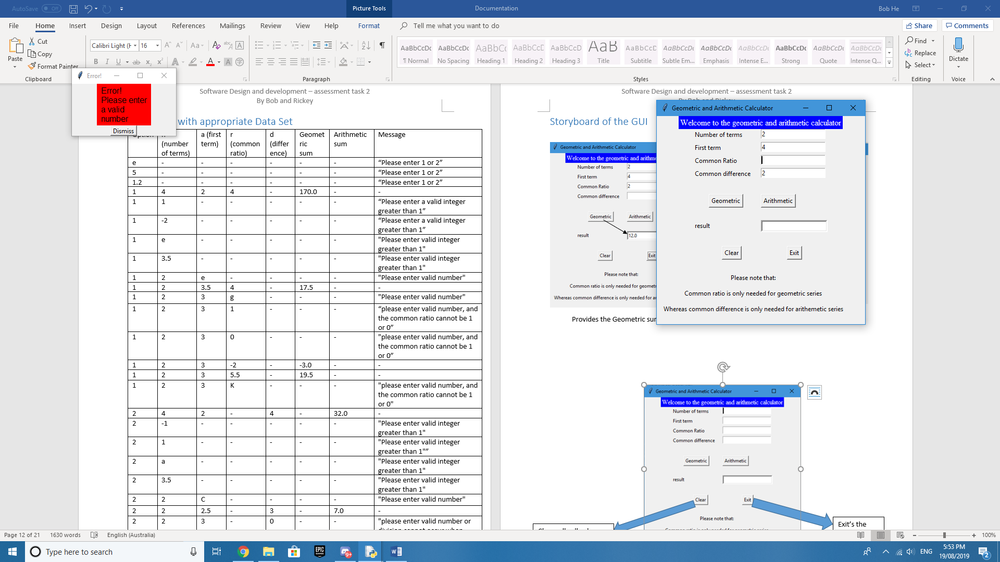 AutoSave Off
Picture Tools
Documentation
Bob He
File Home Insert Design Layout References Mailings Review View Help Format Tell me what you want to do
Share Comments
Paste
Cut
Copy
Format Painter
Clipboard
Calibri Light (H 16
Paragraph
AaBbCcDc AaBbCcDc AaBbCc AaBbCcD AaBbCcD AaB AaBbCcD AaBbCcDc AaBbCcDc AaBbCcDc AaBbCcDc AaBbCcDc AaBbCcDc
¶ Normal No Spacing Heading 1 Heading 2 Heading 3 Title Subtitle Subtle Em... Emphasis Intense E... Strong Quote Intense Q...
Styles
Find
Replace
Select
Editing
Dictate
Voice
Error!
Error!
Please enter
a valid
number
Dismiss
Software Design and development – assessment task 2
By Bob and Rickey
with appropriate Data Set
(number of terms) a (first term) r (common ratio) d (differ ence) Geomet ric sum Arithmetic sum Message
e - - - - - - “Please enter 1 or 2”
5 - - - - - - “Please enter 1 or 2”
1.2 - - - - - - “Please enter 1 or 2”
1 4 2 4 - 170.0 - -
1 1 - - - - - “Please enter a valid integer
greater than 1”
1 -2 - - - - - “Please enter a valid integer
greater than 1”
1 e - - - - - "Please enter valid integer
greater than 1"
1 3.5 - - - - - "Please enter valid integer
greater than 1"
1 2 e - - - - "Please enter valid number"
1 2 3.5 4 - 17.5 - -
1 2 3 g - - - "Please enter valid number"
1 2 3 1 - - - “please enter valid number, and
the common ratio cannot be 1
or 0”
1 2 3 0 - - - "please enter valid number, and
the common ratio cannot be 1
or 0”
1 2 3 -2 - -3.0 - -
1 2 3 5.5 - 19.5 - -
1 2 3 K - - - "please enter valid number, and
the common ratio cannot be 1
or 0"
2 4 2 - 4 - 32.0 -
2 -1 - - - - - "Please enter valid integer
greater than 1"
2 1 - - - - - "Please enter valid integer
greater than 1"”
2 a - - - - - "Please enter valid integer
greater than 1"
2 3.5 - - - - - "Please enter valid integer
greater than 1"
2 2 C - - - - "Please enter valid number"
2 2 2.5 - 3 - 7.0 -
2 2 3 - 0 - - "please enter valid number or
Software Design and development – assessment task 2
Storyboard of the GUI
Geometric and Arithmetic Calculator
Welcome to the geometric and arithme
Number of terms 2
First term 4
Common Ratio 2
Common difference
Geometric Arithmetic
result 12.0
Clear Exit
Please note that:
Common ratio is only needed for geometr
Whereas common difference is only needed for ar
Provides the Geometric sur
Geometric and Arithmetic Calculator
Welcome to the geometric and arithmetic calculator
Number of terms 2
First term 4
Common Ratio
Common difference 2
Geometric Arithmetic
result
Clear Exit
Please note that:
Common ratio is only needed for geometric series
Whereas common difference is only needed for arithemetic series
Geometric and Arithmetic Calculator
Welcome to the geometric and arithmetic calculator
Number of terms
First term
Common Ratio
Common difference
Geometric Arithmetic
result
Clear Exit
Please note that:
Exit’s the
Page 12 of 21 1630 words English (Australia)
100%
Type here to search
EPIC GAMES
9+
ENG
5:53 PM
19/08/2019
2